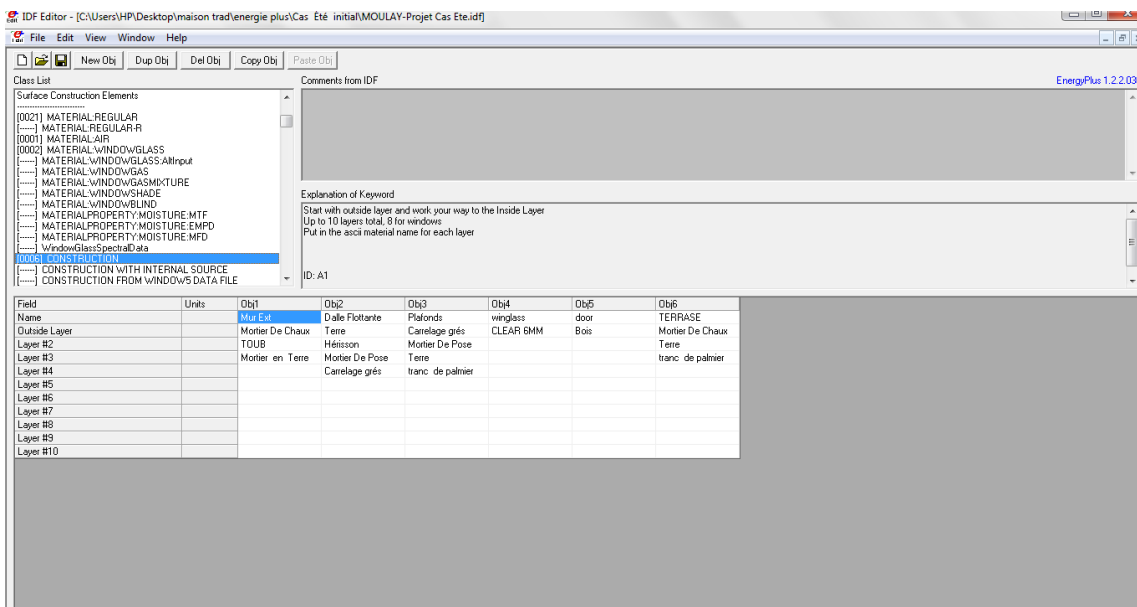 IDF Editor - [C:\Users\HP\Desktop\maison trad\energie plus\Cas Été initial\MOULAY-Projet Cas Ete.idf]
File Edit View Window Help
New Obj Dup Obj Del Obj Copy Obj Paste Obj
Class List
Comments from IDF
EnergyPlus 1.2.2.03
Surface Construction Elements
--------------------------
[0021] MATERIAL:REGULAR
[------] MATERIAL:REGULAR-R
[0001] MATERIAL:AIR
[0002] MATERIAL:WINDOWGLASS
[------] MATERIAL:WINDOWGLASS:AltInput
[------] MATERIAL:WINDOWGAS
[------] MATERIAL:WINDOWGASMIXTURE
[------] MATERIAL:WINDOWSHADE
[------] MATERIAL:WINDOWBLIND
[------] MATERIALPROPERTY:MOISTURE:MTF
[------] MATERIALPROPERTY:MOISTURE:EMPD
[------] MATERIALPROPERTY:MOISTURE:MFD
[------] WindowGlassSpectralData
[0006] CONSTRUCTION
[------] CONSTRUCTION WITH INTERNAL SOURCE
[------] CONSTRUCTION FROM WINDOW5 DATA FILE
Explanation of Keyword
Start with outside layer and work your way to the Inside Layer
Up to 10 layers total, 8 for windows
Put in the ascii material name for each layer
ID: A1
Field Units Obj1 Obj2 Obj3 Obj4 Obj5 Obj6
Name Mur Ext Dalle Flottante Plafonds winglass door TERRASE
Outside Layer Mortier De Chaux Terre Carrelage grés CLEAR 6MM Bois Mortier De Chaux
Layer #2 TOUB Hérisson Mortier De Pose Terre
Layer #3 Mortier en Terre Mortier De Pose Terre tranc de palmier
Layer #4 Carrelage grés tranc de palmier
Layer #5
Layer #6
Layer #7
Layer #8
Layer #9
Layer #10